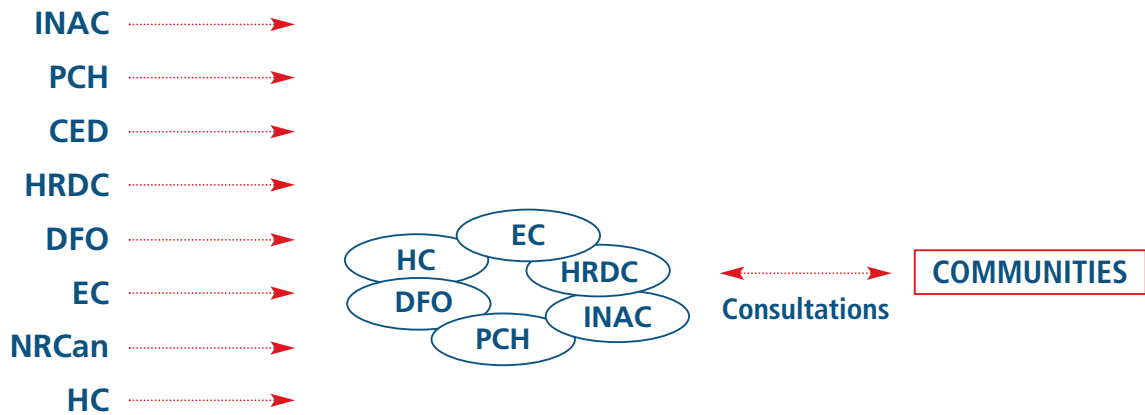 INAC
PCH
CED
HRDC
DFO
EC
NRCan
HC
EC
HC
HRDC
DFO
INAC
PCH
Consultations
COMMUNITIES